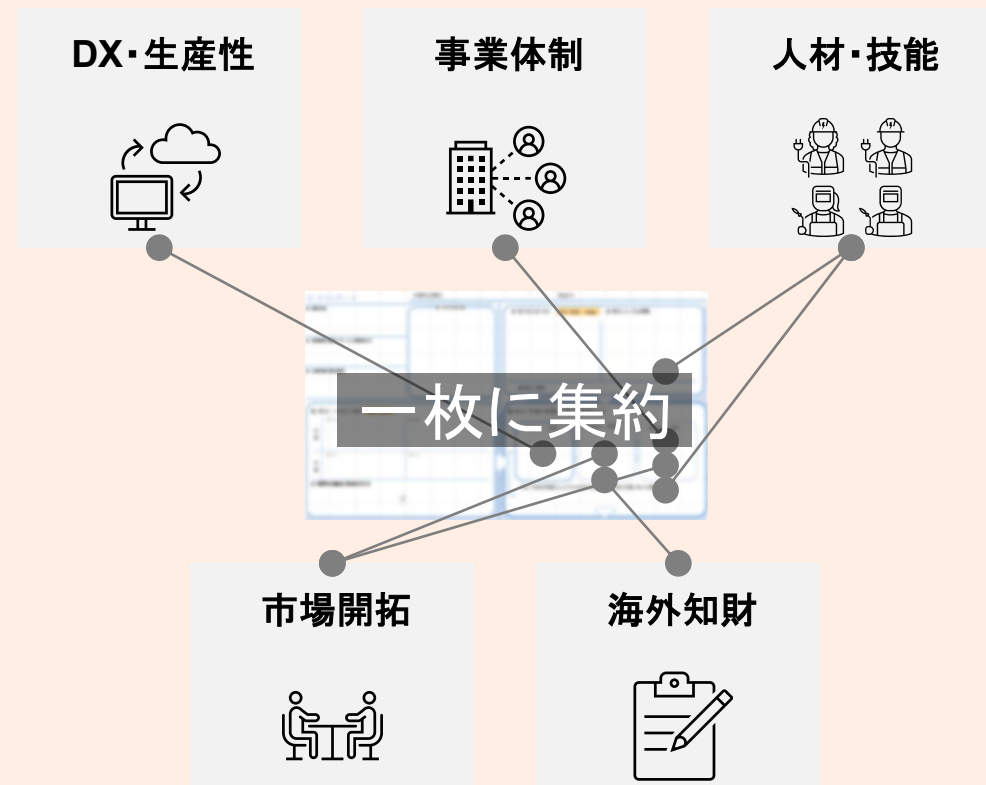 DX・生産性
事業体制
人材・技能
一枚に集約
市場開拓
海外知財